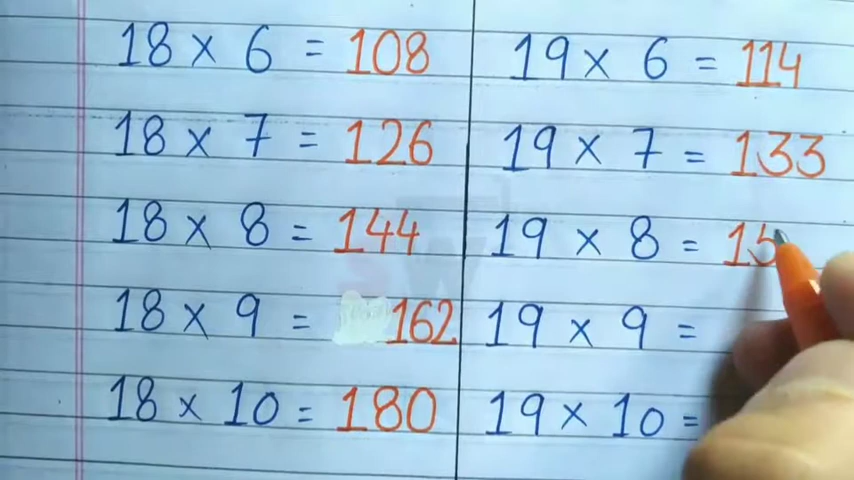 18 × 6 = 108
18 × 7 = 126
18 × 8 = 144
18 × 9 = 162
18 × 10 = 180
19 × 6 = 114
19 × 7 = 133
19 × 8 = 15
19 × 9 =
19 × 10 =